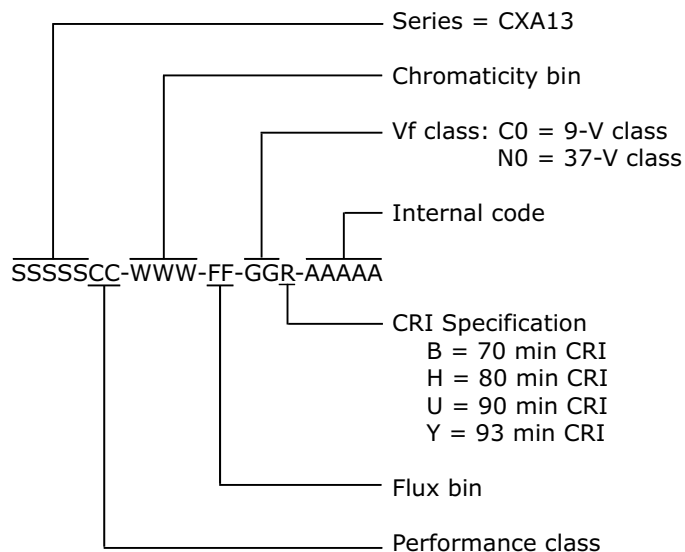 Series = CXA13
Chromaticity bin
Vf class: C0 = 9-V class
N0 = 37-V class
Internal code
SSSSSCC-WWW-FF-GGR-AAAAA
CRI Specification
B = 70 min CRI
H = 80 min CRI
U = 90 min CRI
Y = 93 min CRI
Flux bin
Performance class